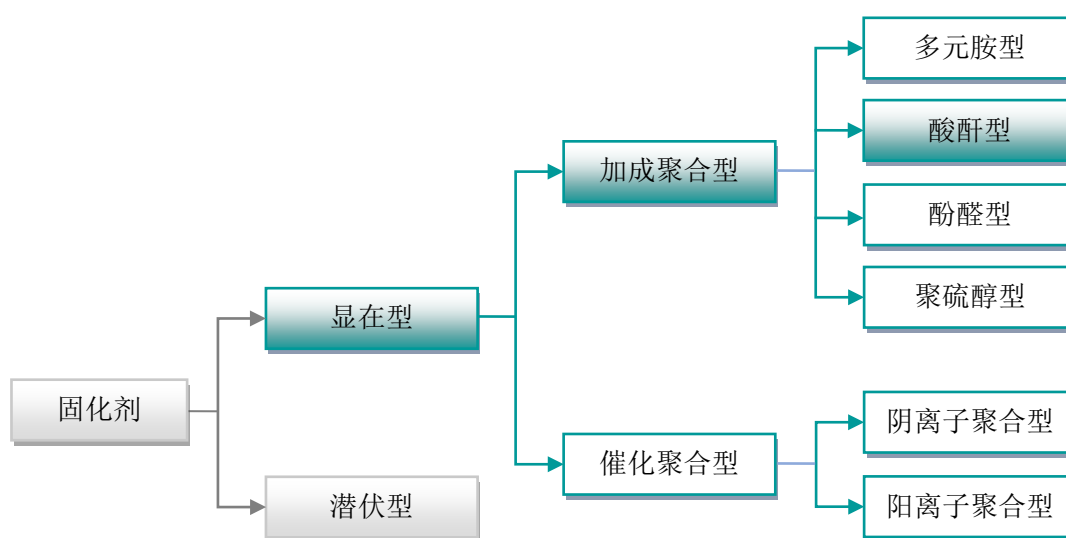 多元胺型
酸酐型
加成聚合型
酚醛型
聚硫醇型
显在型
固化剂
阴离子聚合型
催化聚合型
潜伏型
阳离子聚合型